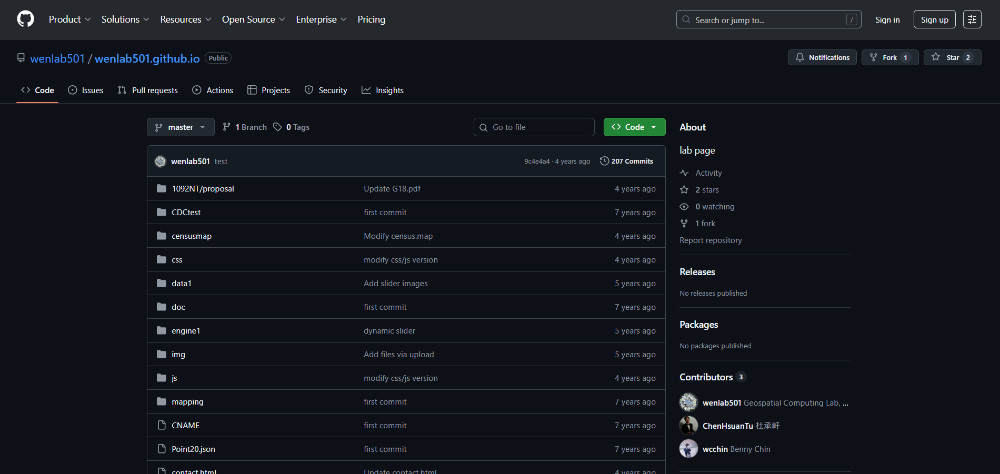 Product Solutions Resources Open Source Enterprise Pricing Search or jump to... / Sign in Sign up
wenlab501 / wenlab501.github.io Public Notifications Fork 1 Star 2
Code Issues Pull requests Actions Projects Security Insights
master 1 Branch 0 Tags Go to file Code
wenlab501 test 9c4e4a4 · 4 years ago 207 Commits
1092NT/proposal Update G18.pdf 4 years ago
CDCtest first commit 7 years ago
censusmap Modify census.map 4 years ago
css modify css/js version 4 years ago
data1 Add slider images 5 years ago
doc first commit 7 years ago
engine1 dynamic slider 5 years ago
img Add files via upload 5 years ago
js modify css/js version 4 years ago
mapping first commit 7 years ago
CNAME first commit 7 years ago
Point20.json first commit 7 years ago
contact.html Update contact.html 4 years ago
About
lab page
Activity
2 stars
0 watching
1 fork
Report repository
Releases
No releases published
Packages
No packages published
Contributors 3
wenlab501 Geospatial Computing Lab, ...
ChenHsuanTu 杜承軒
wcchin Benny Chin